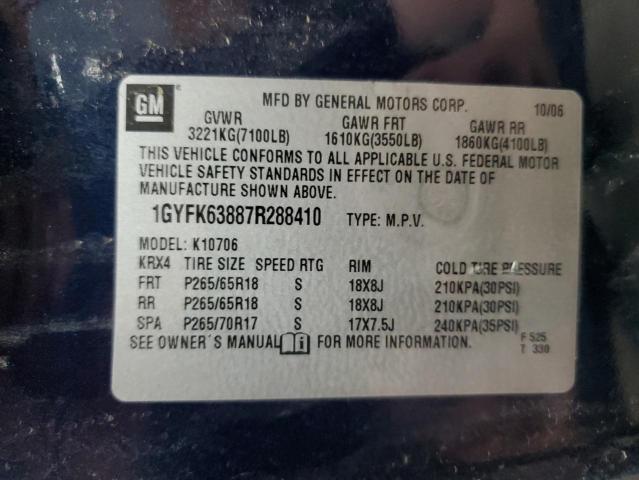 GM MFD BY GENERAL MOTORS CORP. 10/06
GVWR GAWR FRT GAWR RR
3221KG(7100LB) 1610KG(3550LB) 1860KG(4100LB)
THIS VEHICLE CONFORMS TO ALL APPLICABLE U.S. FEDERAL MOTOR
VEHICLE SAFETY STANDARDS IN EFFECT ON THE DATE OF
MANUFACTURE SHOWN ABOVE.
1GYFK63887R288410 TYPE: M.P.V.
MODEL: K10706
KRX4 TIRE SIZE SPEED RTG RIM COLD TIRE PRESSURE
FRT P265/65R18 S 18X8J 210KPA(30PSI)
RR P265/65R18 S 18X8J 210KPA(30PSI)
SPA P265/70R17 S 17X7.5J 240KPA(35PSI)
SEE OWNER'S MANUAL i FOR MORE INFORMATION. F 525
T 330